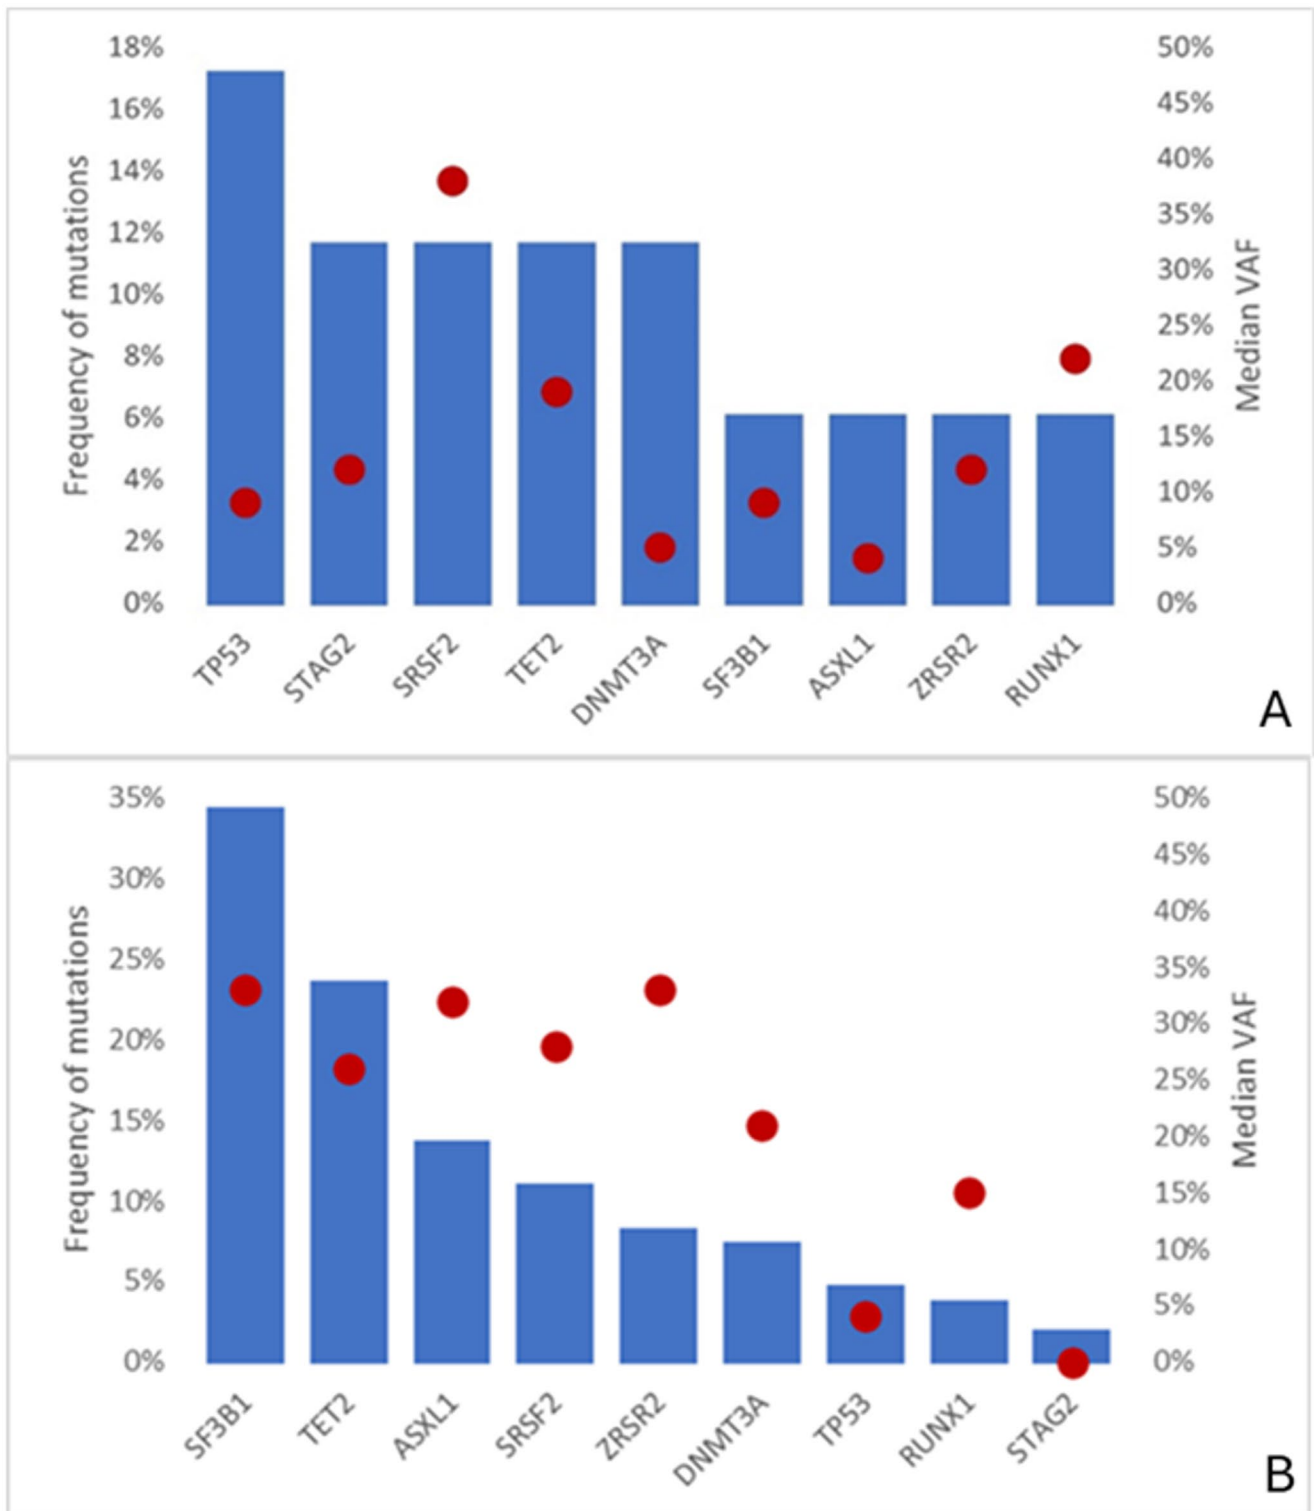 18%
16%
14%
12%
10%
8%
6%
4%
2%
0%
Frequency of mutations
50%
45%
40%
35%
30%
25%
20%
15%
10%
5%
0%
Median VAF
TP53
STAG2
SRSF2
TET2
DNMT3A
SF3B1
ASXL1
ZRSR2
RUNX1
A
35%
30%
25%
20%
15%
10%
5%
0%
Frequency of mutations
50%
45%
40%
35%
30%
25%
20%
15%
10%
5%
0%
Median VAF
SF3B1
TET2
ASXL1
SRSF2
ZRSR2
DNMT3A
TP53
RUNX1
STAG2
B